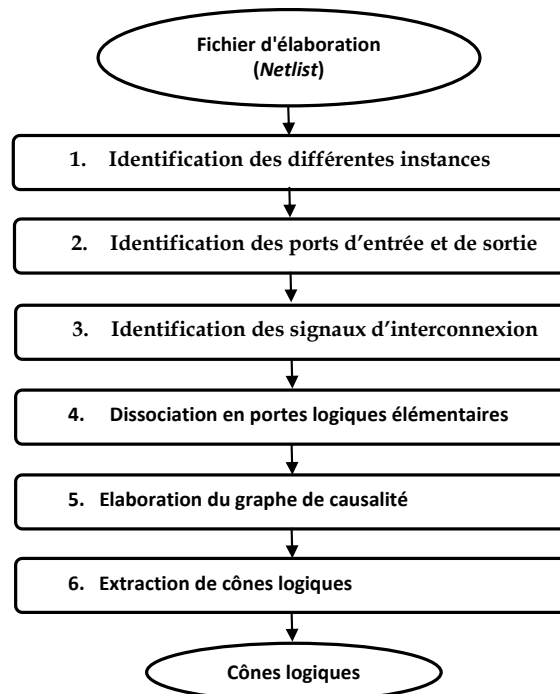 Fichier d'élaboration
(Netlist)
1. Identification des différentes instances
2. Identification des ports d’entrée et de sortie
3. Identification des signaux d’interconnexion
4. Dissociation en portes logiques élémentaires
5. Elaboration du graphe de causalité
6. Extraction de cônes logiques
Cônes logiques